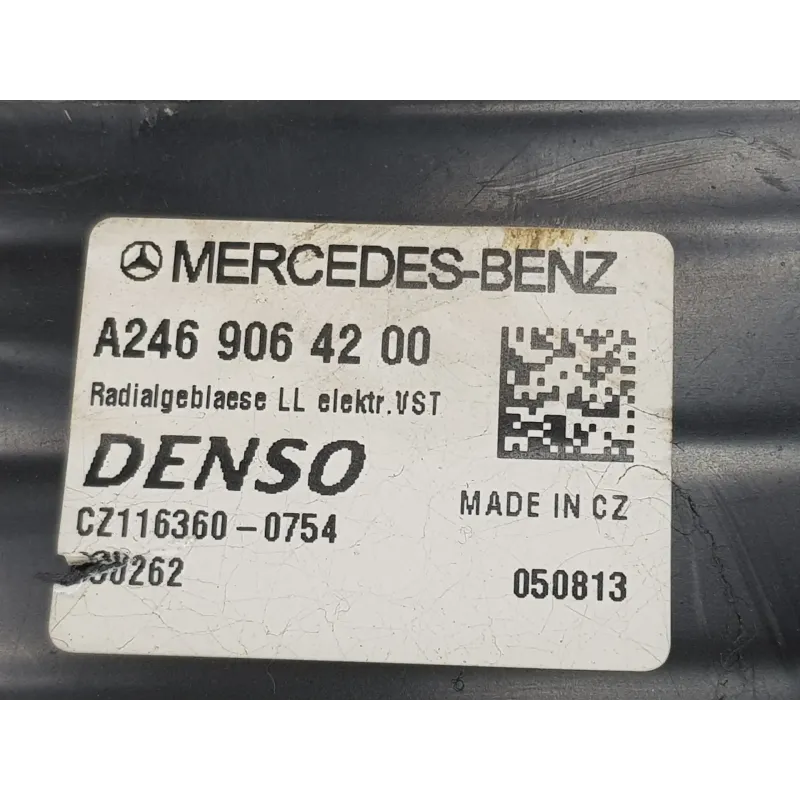 MERCEDES-BENZ
A246 906 42 00
Radialgeblaese LL elektr.VST
DENSO
MADE IN CZ
CZ116360-0754
050813